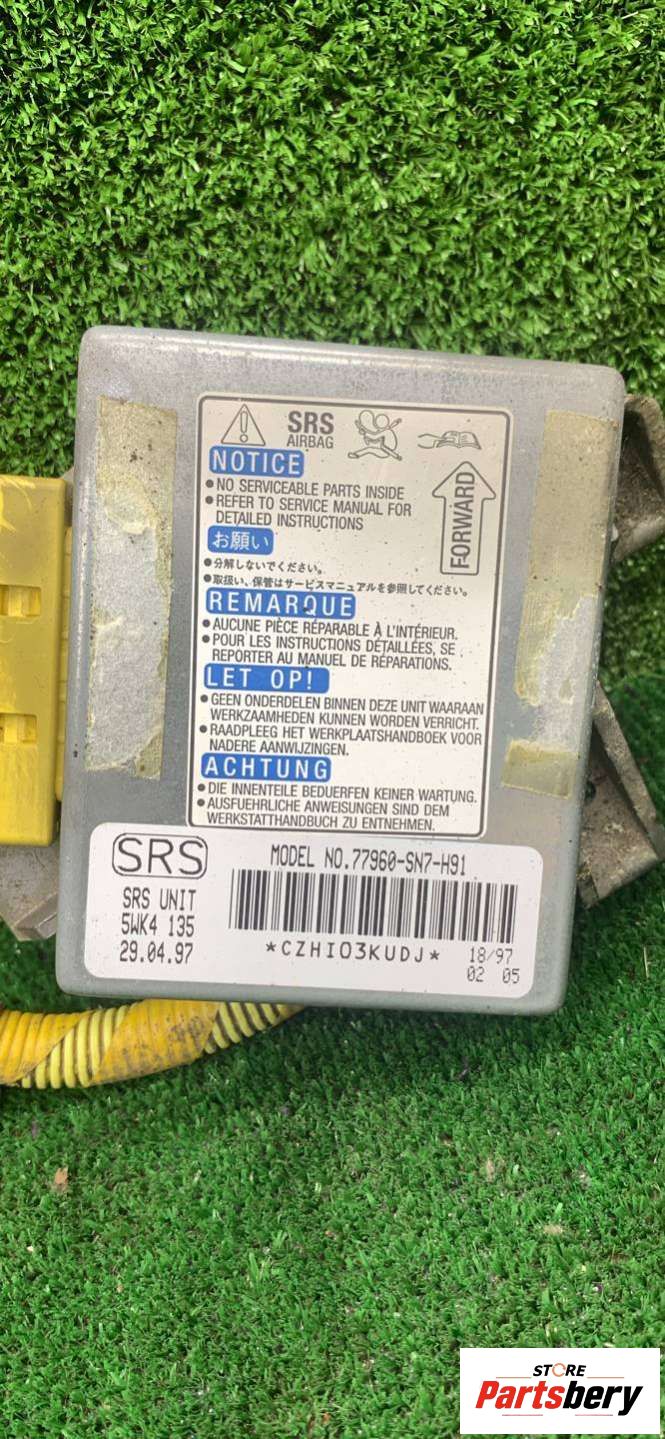 SRS
AIRBAG
NOTICE
• NO SERVICEABLE PARTS INSIDE
• REFER TO SERVICE MANUAL FOR
DETAILED INSTRUCTIONS
FORWARD
お願い
• 分解しないでください。
• 取扱い、保管はサービスマニュアルを参照してください。
REMARQUE
• AUCUNE PIÈCE RÉPARABLE À L'INTÉRIEUR.
• POUR LES INSTRUCTIONS DÉTAILLÉES, SE
REPORTER AU MANUEL DE RÉPARATIONS.
LET OP!
• GEEN ONDERDELEN BINNEN DEZE UNIT WAARAAN
WERKZAAMHEDEN KUNNEN WORDEN VERRICHT.
• RAADPLEEG HET WERKPLAATSHANDBOEK VOOR
NADERE AANWIJZINGEN.
ACHTUNG
• DIE INNENTEILE BEDUERFEN KEINER WARTUNG.
• AUSFUEHRLICHE ANWEISUNGEN SIND DEM
WERKSTATTHANDBUCH ZU ENTNEHMEN.
SRS
MODEL NO.77960-SN7-H91
SRS UNIT
5WK4 135
29.04.97
*CZHIO3KUDJ*
18/97
02 05
STORE
Partsbery